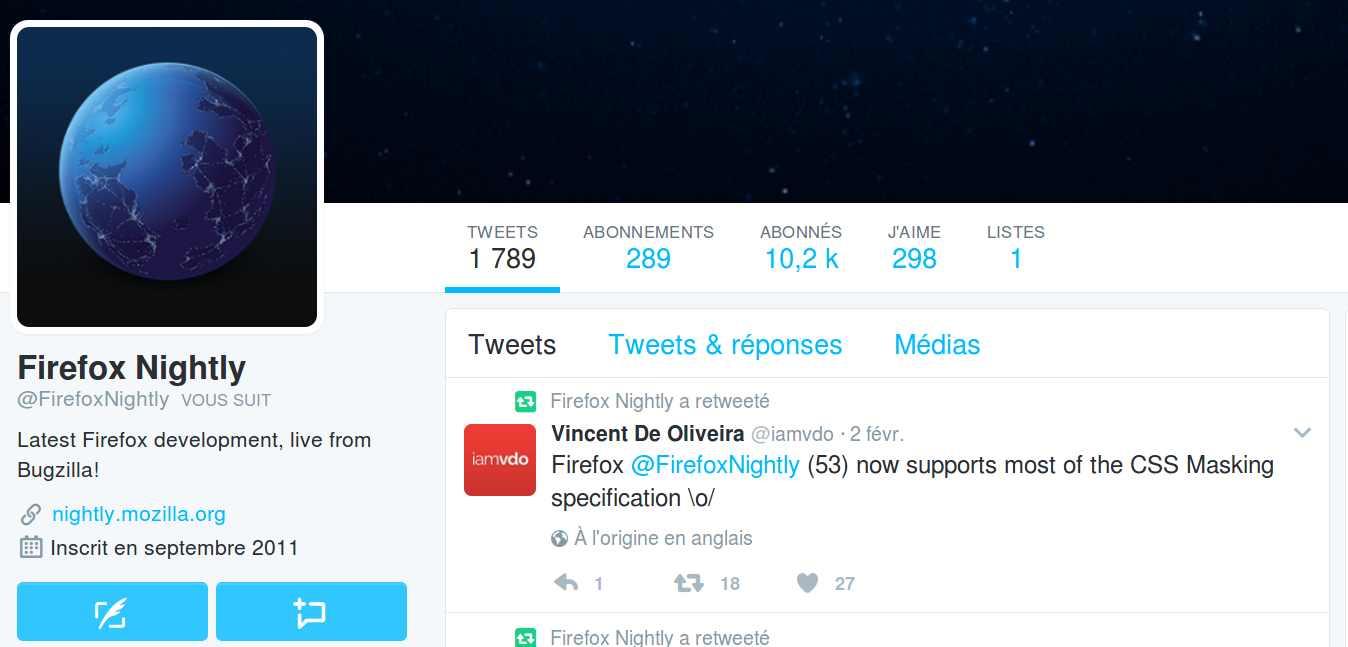 TWEETS ABONNEMENTS ABONNÉS J'AIME LISTES
1 789 289 10,2 k 298 1
Firefox Nightly
@FirefoxNightly VOUS SUIT
Latest Firefox development, live from
Bugzilla!
nightly.mozilla.org
Inscrit en septembre 2011
Tweets Tweets & réponses Médias
Firefox Nightly a retweeté
iamvdo
Vincent De Oliveira @iamvdo · 2 févr.
Firefox @FirefoxNightly (53) now supports most of the CSS Masking
specification \o/
À l'origine en anglais
1 18 27
Firefox Nightly a retweeté